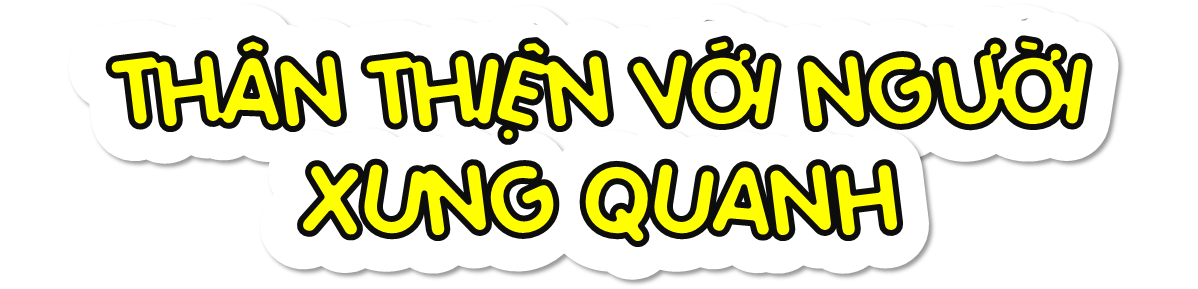 THÂN THIỆN VỚI NGƯỜI
XUNG QUANH